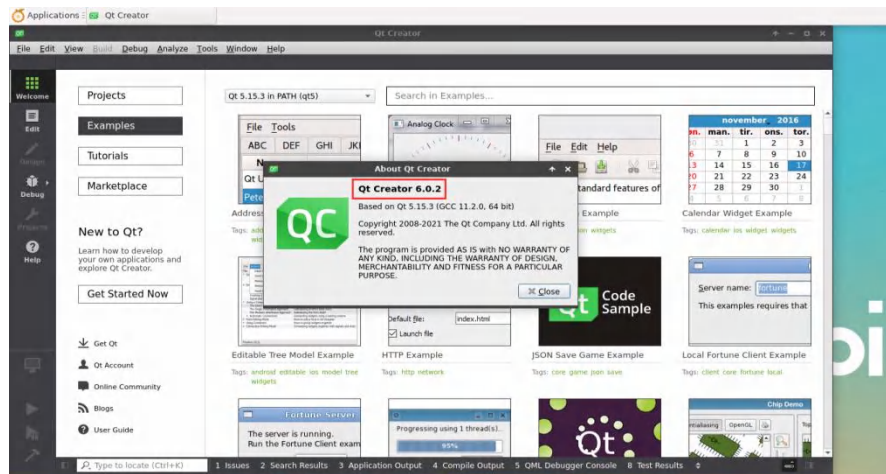 Applications
Qt Creator
Qt Creator
File Edit View Build Debug Analyze Tools Window Help
Welcome
Edit
Design
Debug
Projects
Help
Projects
Examples
Tutorials
Marketplace
New to Qt?
Learn how to develop
your own applications and
explore Qt Creator.
Get Started Now
Get Qt
Qt Account
Online Community
Blogs
User Guide
Qt 5.15.3 in PATH (qt5)
Search in Examples...
File Tools
ABC DEF GHI
Analog Clock
File Edit Help
standard features of
november, 2016
man. tir. ons. tor.
1 2 3
7 8 9 10
14 15 16 17
21 22 23 24
28 29 30
Calendar Widget Example
Tags: calendar ios widget widgets
About Qt Creator
Qt Creator 6.0.2
Based on Qt 5.15.3 (GCC 11.2.0, 64 bit)
Copyright 2008-2021 The Qt Company Ltd. All rights
reserved.
The program is provided AS IS with NO WARRANTY OF
ANY KIND, INCLUDING THE WARRANTY OF DESIGN,
MERCHANTABILITY AND FITNESS FOR A PARTICULAR
PURPOSE.
Close
QC
Default file: index.html
Launch file
Qt Code
Sample
Server name: fortune
This examples requires that
Editable Tree Model Example
Tags: android editable ios model tree
widgets
HTTP Example
Tags: http network
JSON Save Game Example
Tags: core game json save
Local Fortune Client Example
Tags: client core fortune local
Fortune Server
The server is running.
Run the Fortune Client exam
Progressing using 1 thread(s)...
95%
Qt
Chip Demo
OpenGL
Type to locate (Ctrl+K)
1 Issues 2 Search Results 3 Application Output 4 Compile Output 5 QML Debugger Console 8 Test Results